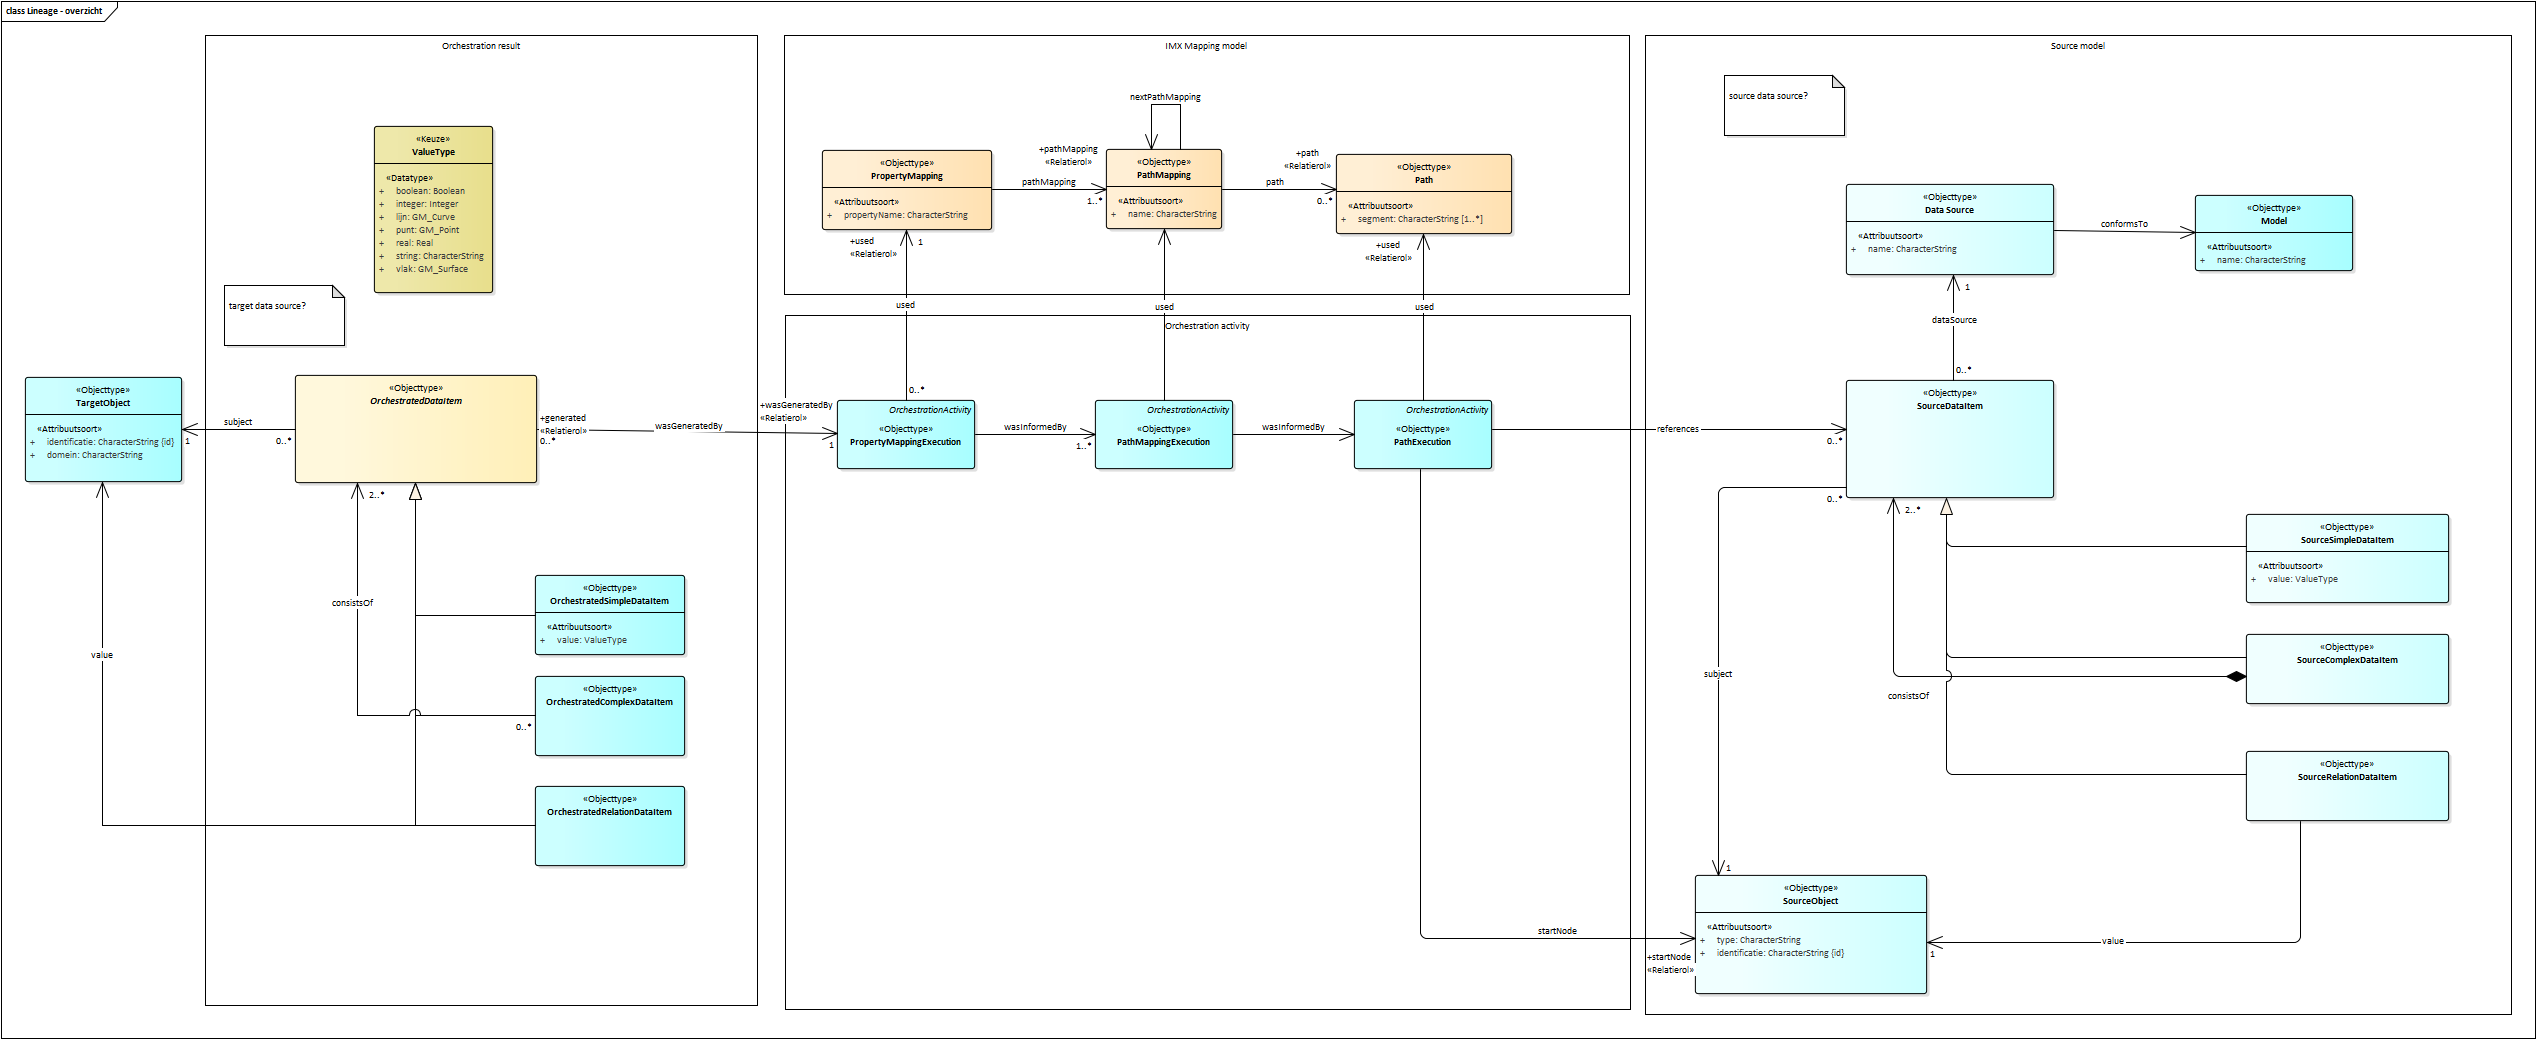 class Lineage - overzicht
Orchestration result
«Keuze»
ValueType
«Datatype»
+ boolean: Boolean
+ integer: Integer
+ lijn: GM_Curve
+ punt: GM_Point
+ real: Real
+ string: CharacterString
+ vlak: GM_Surface
target data source?
«Objecttype»
TargetObject
«Attribuutsoort»
+ identificatie: CharacterString {id}
+ domein: CharacterString
subject
1
0..*
«Objecttype»
OrchestratedDataItem
+generated
«Relatierol»
0..*
wasGeneratedBy
+wasGeneratedBy
«Relatierol»
1
2..*
consistsOf
value
«Objecttype»
OrchestratedSimpleDataItem
«Attribuutsoort»
+ value: ValueType
«Objecttype»
OrchestratedComplexDataItem
0..*
«Objecttype»
OrchestratedRelationDataItem
IMX Mapping model
nextPathMapping
«Objecttype»
PropertyMapping
«Attribuutsoort»
+ propertyName: CharacterString
+pathMapping
«Relatierol»
pathMapping
1..*
«Objecttype»
PathMapping
«Attribuutsoort»
+ name: CharacterString
+path
«Relatierol»
path
0..*
«Objecttype»
Path
«Attribuutsoort»
+ segment: CharacterString [1..*]
+used
«Relatierol»
1
+used
«Relatierol»
used
used
used
Orchestration activity
0..*
OrchestrationActivity
«Objecttype»
PropertyMappingExecution
wasInformedBy
1..*
OrchestrationActivity
«Objecttype»
PathMappingExecution
wasInformedBy
OrchestrationActivity
«Objecttype»
PathExecution
references
0..*
startNode
+startNode
«Relatierol»
Source model
source data source?
«Objecttype»
Data Source
«Attribuutsoort»
+ name: CharacterString
conformsTo
«Objecttype»
Model
«Attribuutsoort»
+ name: CharacterString
1
dataSource
0..*
«Objecttype»
SourceDataItem
0..*
2..*
subject
1
consistsOf
«Objecttype»
SourceSimpleDataItem
«Attribuutsoort»
+ value: ValueType
«Objecttype»
SourceComplexDataItem
«Objecttype»
SourceRelationDataItem
«Objecttype»
SourceObject
«Attribuutsoort»
+ type: CharacterString
+ identificatie: CharacterString {id}
value
1